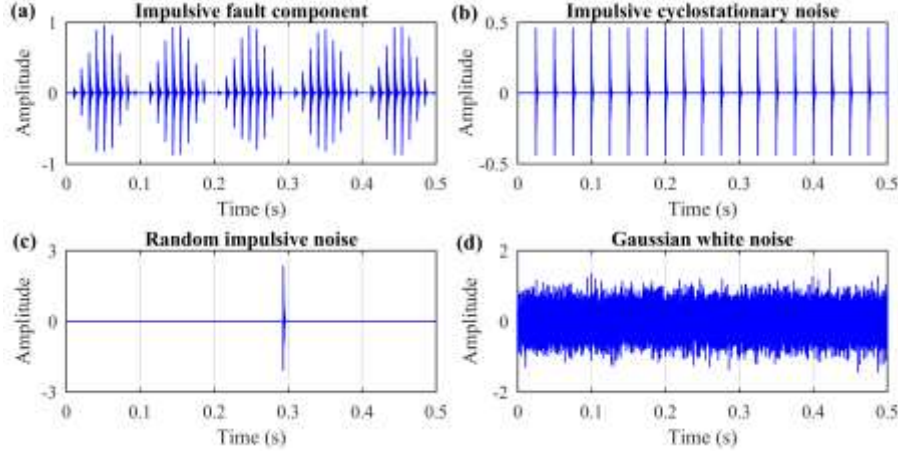 (a) Impulsive fault component
1
0
-1
Amplitude
0 0.1 0.2 0.3 0.4 0.5
Time (s)
(b) Impulsive cyclostationary noise
0.5
0
-0.5
Amplitude
0 0.1 0.2 0.3 0.4 0.5
Time (s)
(c) Random impulsive noise
3
0
-3
Amplitude
0 0.1 0.2 0.3 0.4 0.5
Time (s)
(d) Gaussian white noise
2
0
-2
Amplitude
0 0.1 0.2 0.3 0.4 0.5
Time (s)